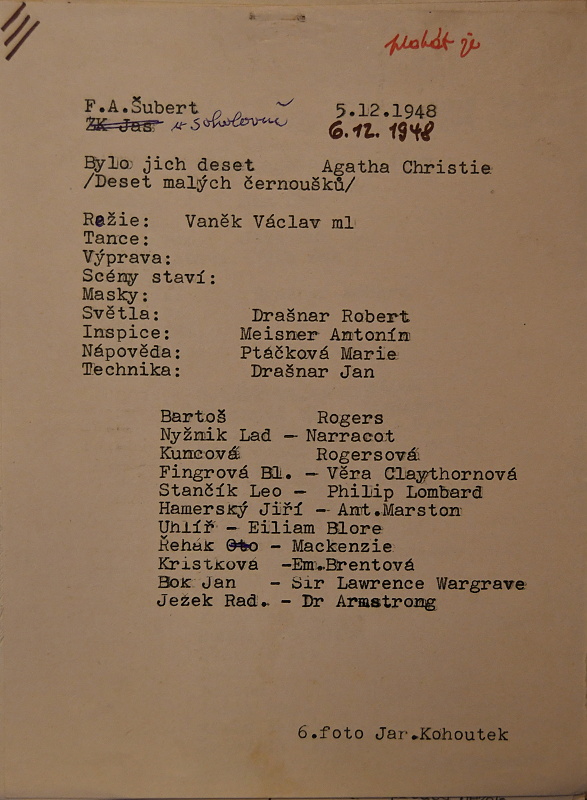 plakát je
F.A.Šubert 5.12.1948
ZK Jas v sokolovně 6.12.1948
Bylo jich deset Agatha Christie
/Deset malých černoušků/
Režie: Vaněk Václav ml
Tance:
Výprava:
Scény staví:
Masky:
Světla: Drašnar Robert
Inspice: Meisner Antonín
Nápověda: Ptáčková Marie
Technika: Drašnar Jan
Bartoš Rogers
Nyžnik Lad – Narracot
Kuncová Rogersová
Fingrová Bl. – Věra Claythornová
Stančík Leo – Philip Lombard
Hamerský Jiří – Ant.Marston
Uhlíř – Eiliam Blore
Řehák Oto – Mackenzie
Kristková -Em.Brentová
Bok Jan – Sir Lawrence Wargrave
Ježek Rad. – Dr Armstrong
6.foto Jar.Kohoutek